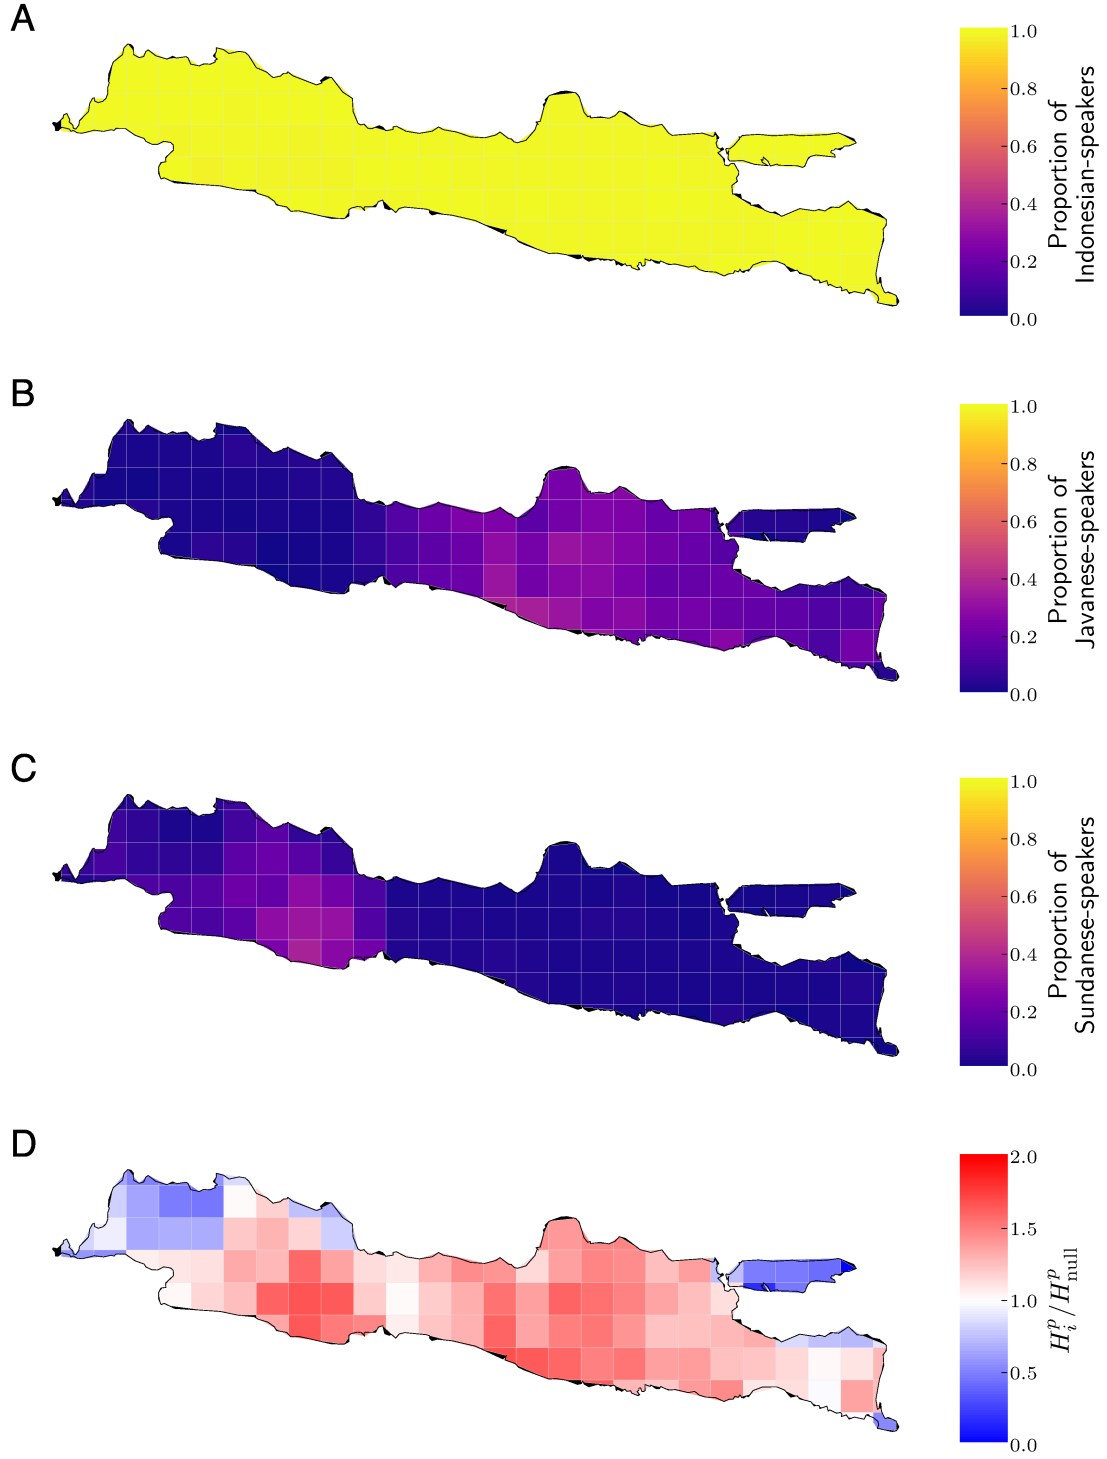 A
1.0
0.8
0.6
0.4
0.2
0.0
Proportion of
Indonesian-speakers
B
1.0
0.8
0.6
0.4
0.2
0.0
Proportion of
Javanese-speakers
C
1.0
0.8
0.6
0.4
0.2
0.0
Proportion of
Sundanese-speakers
D
2.0
1.5
1.0
0.5
0.0
H_i^p/H_null^p